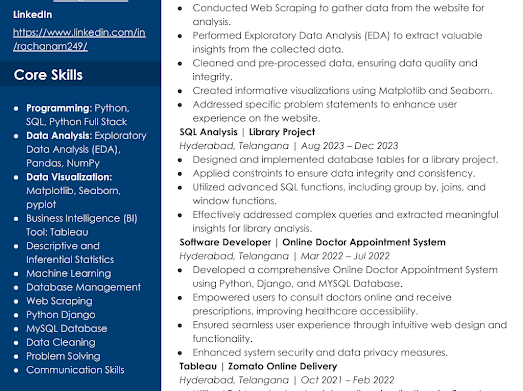 LinkedIn
https://www.linkedin.com/in
/rachanam249/
Core Skills
● Programming: Python,
SQL, Python Full Stack
● Data Analysis: Exploratory
Data Analysis (EDA),
Pandas, NumPy
● Data Visualization:
Matplotlib, Seaborn,
pyplot
● Business Intelligence (BI)
Tool: Tableau
● Descriptive and
Inferential Statistics
● Machine Learning
● Database Management
● Web Scraping
● Python Django
● MySQL Database
● Data Cleaning
● Problem Solving
● Communication Skills
● Conducted Web Scraping to gather data from the website for
analysis.
● Performed Exploratory Data Analysis (EDA) to extract valuable
insights from the collected data.
● Cleaned and pre-processed data, ensuring data quality and
integrity.
● Created informative visualizations using Matplotlib and Seaborn.
● Addressed specific problem statements to enhance user
experience on the website.
SQL Analysis | Library Project
Hyderabad, Telangana | Aug 2023 – Dec 2023
● Designed and implemented database tables for a library project.
● Applied constraints to ensure data integrity and consistency.
● Utilized advanced SQL functions, including group by, joins, and
window functions.
● Effectively addressed complex queries and extracted meaningful
insights for library analysis.
Software Developer | Online Doctor Appointment System
Hyderabad, Telangana | Mar 2022 – Jul 2022
● Developed a comprehensive Online Doctor Appointment System
using Python, Django, and MYSQL Database.
● Empowered users to consult doctors online and receive
prescriptions, improving healthcare accessibility.
● Ensured seamless user experience through intuitive web design and
functionality.
● Enhanced system security and data privacy measures.
Tableau | Zomato Online Delivery
Hyderabad, Telangana | Oct 2021 – Feb 2022